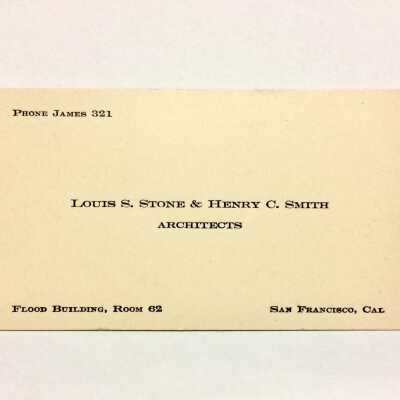 Phone James 321
Louis S. Stone & Henry C. Smith
ARCHITECTS
Flood Building, Room 62
San Francisco, Cal